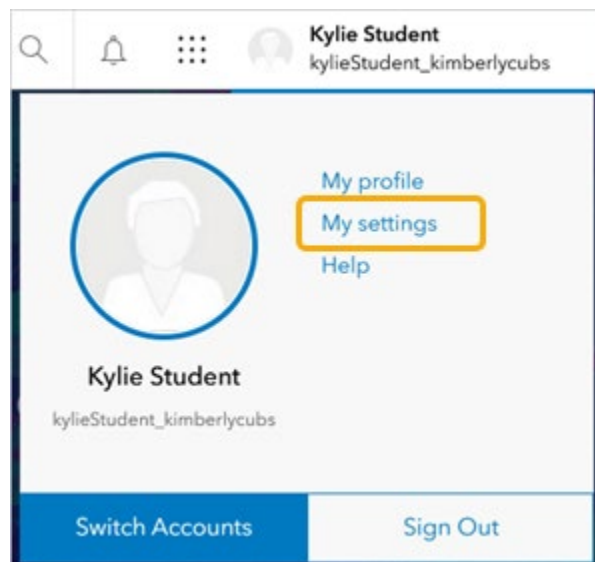 Kylie Student
kylieStudent_kimberlycubs
My profile
My settings
Help
Kylie Student
kylieStudent_kimberlycubs
Switch Accounts
Sign Out